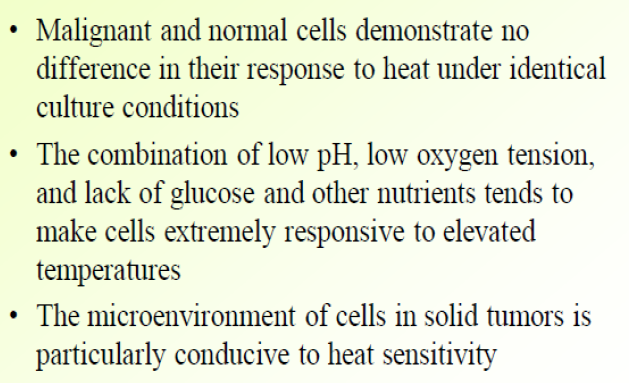 • Malignant and normal cells demonstrate no
difference in their response to heat under identical
culture conditions
• The combination of low pH, low oxygen tension,
and lack of glucose and other nutrients tends to
make cells extremely responsive to elevated
temperatures
• The microenvironment of cells in solid tumors is
particularly conducive to heat sensitivity